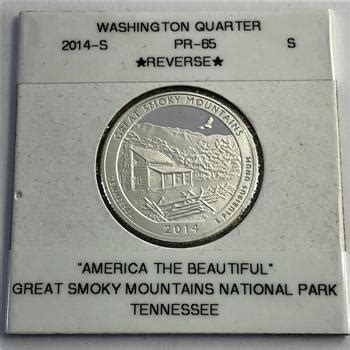 WASHINGTON QUARTER
2014-S PR-65 S
★REVERSE★
GREAT SMOKY MOUNTAINS
TENNESSEE
E PLURIBUS UNUM
2014
"AMERICA THE BEAUTIFUL"
GREAT SMOKY MOUNTAINS NATIONAL PARK
TENNESSEE